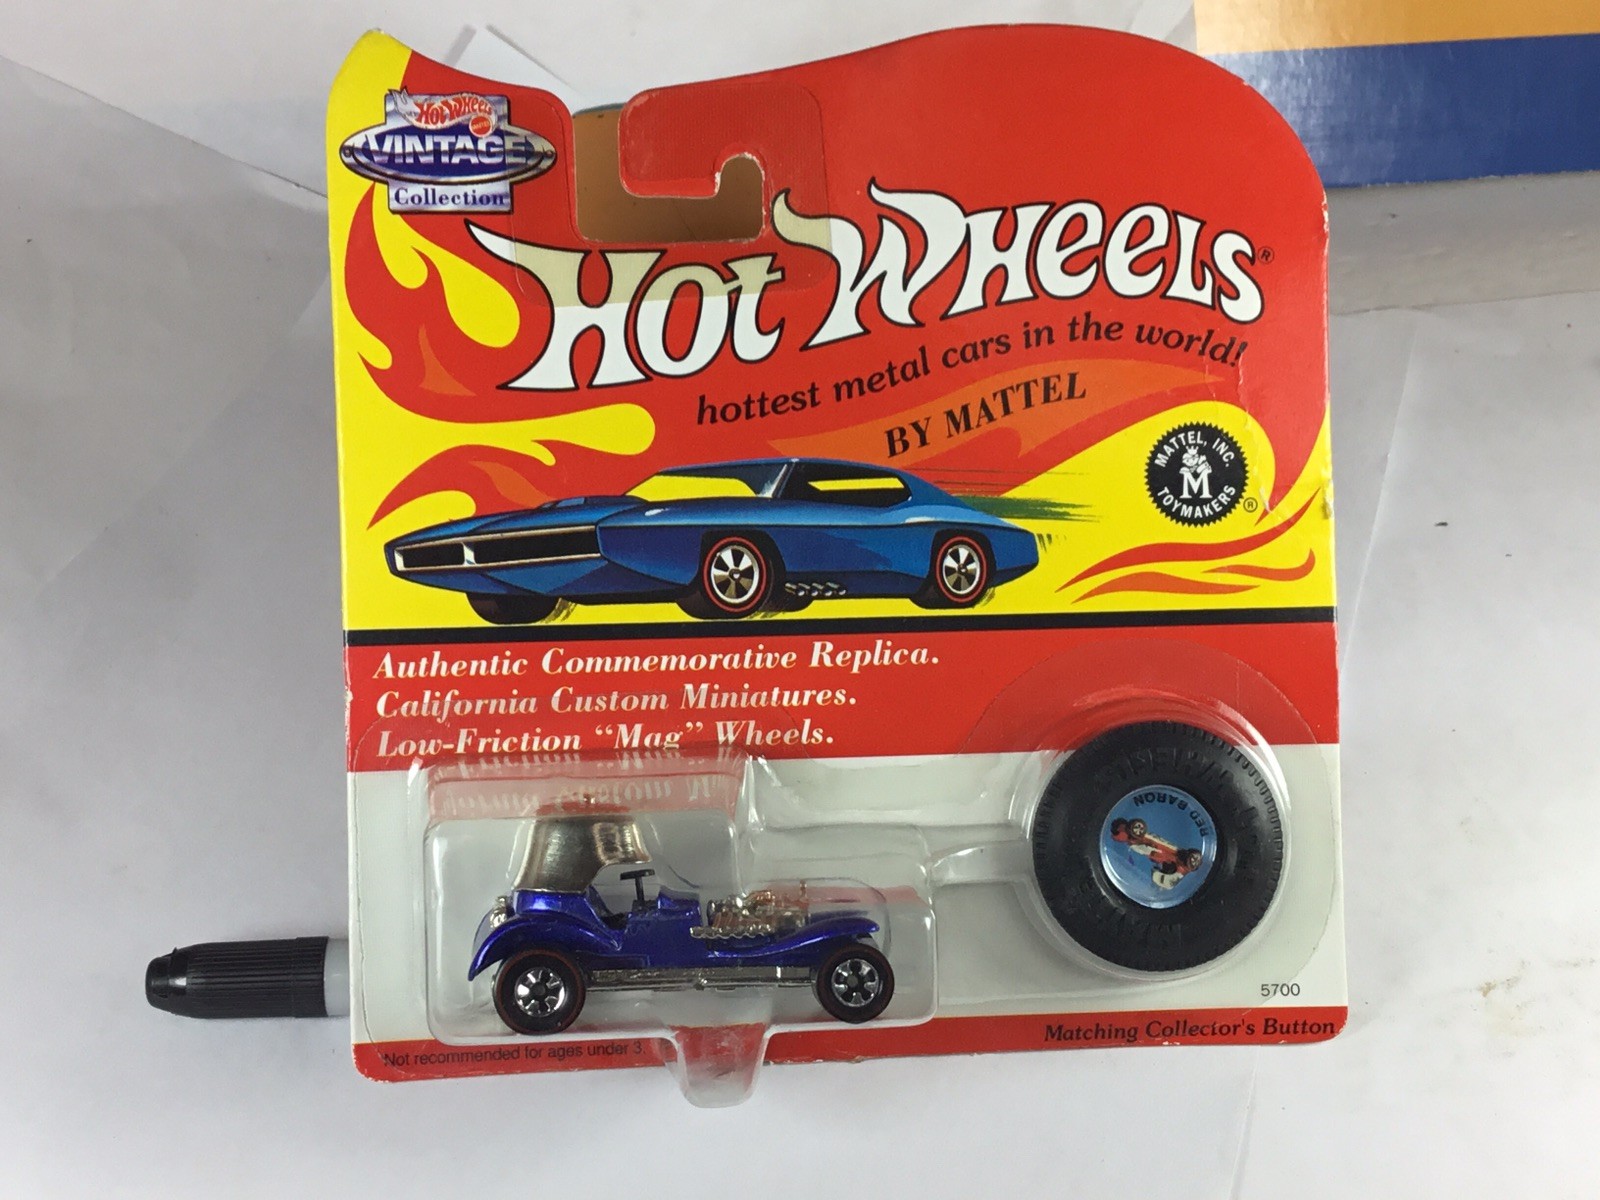 HOT WHEELS
VINTAGE
Collection
HOT WHEELS®
hottest metal cars in the world!
BY MATTEL
MATTEL, INC.
M
TOYMAKERS
®
Authentic Commemorative Replica.
California Custom Miniatures.
Low-Friction "Mag" Wheels.
RED BARON
5700
Matching Collector's Button
Not recommended for ages under 3.